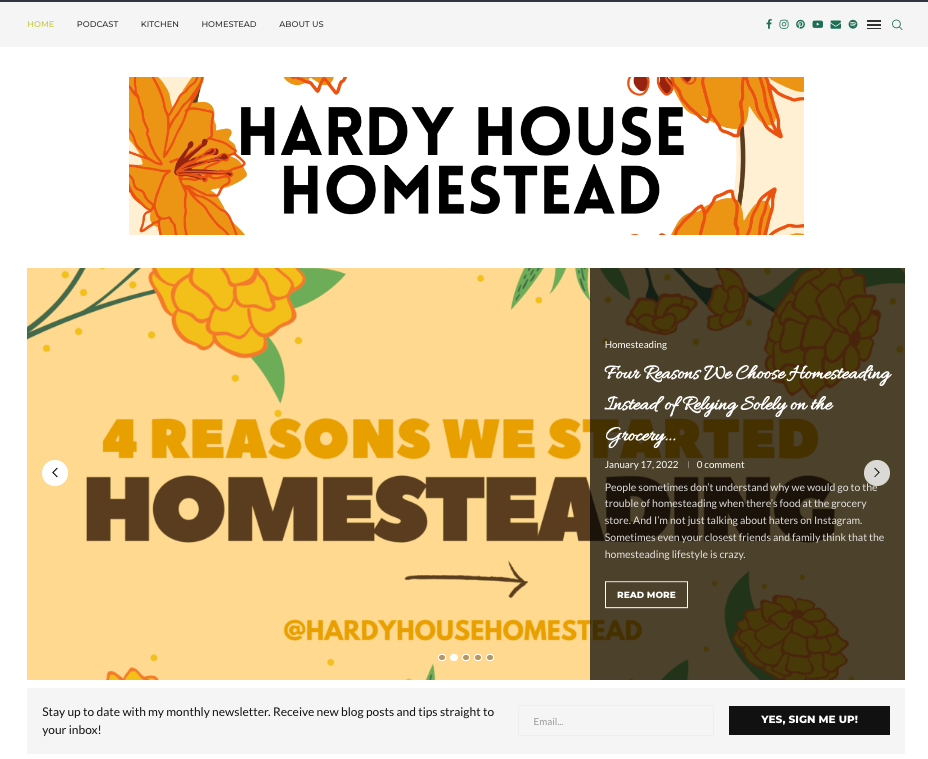 HOME PODCAST KITCHEN HOMESTEAD ABOUT US
HARDY HOUSE
HOMESTEAD
4 REASONS WE STARTED
HOMESTEADING
@HARDYHOUSEHOMESTEAD
Homesteading
Four Reasons We Choose Homesteading
Instead of Relying Solely on the
Grocery...
January 17, 2022 | 0 comment
People sometimes don't understand why we would go to the
trouble of homesteading when there's food at the grocery
store. And I'm not just talking about haters on Instagram.
Sometimes even your closest friends and family think that the
homesteading lifestyle is crazy.
READ MORE
Stay up to date with my monthly newsletter. Receive new blog posts and tips straight to
your inbox!
Email...
YES, SIGN ME UP!